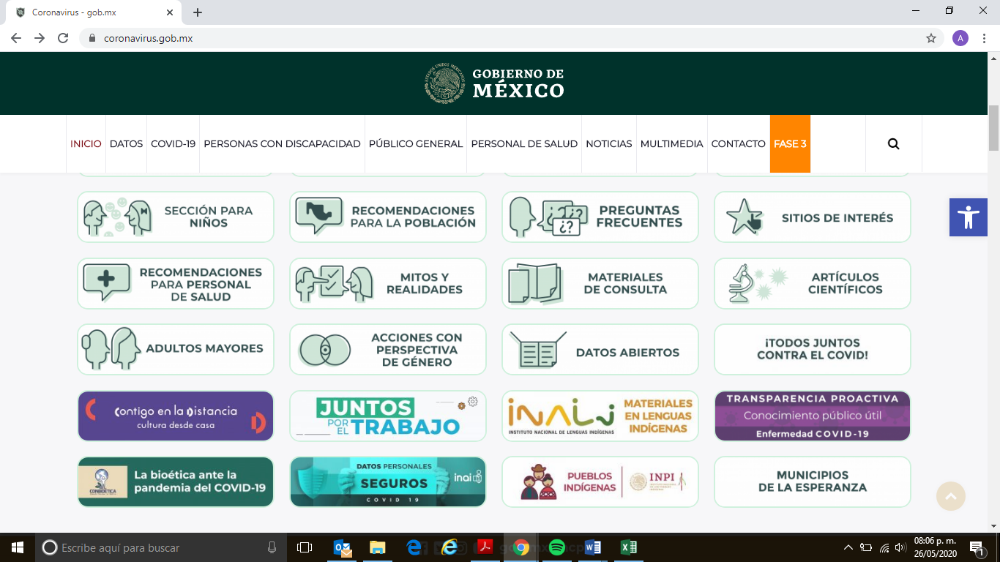 Coronavirus - gob.mx
coronavirus.gob.mx
A
ESTADOS UNIDOS MEXICANOS
GOBIERNO DE
MÉXICO
INICIO
DATOS
COVID-19
PERSONAS CON DISCAPACIDAD
PÚBLICO GENERAL
PERSONAL DE SALUD
NOTICIAS
MULTIMEDIA
CONTACTO
FASE 3
SECCIÓN PARA
NIÑOS
RECOMENDACIONES
PARA LA POBLACIÓN
¿?
¿?
¿?
PREGUNTAS
FRECUENTES
SITIOS DE INTERÉS
RECOMENDACIONES
PARA PERSONAL
DE SALUD
MITOS Y
REALIDADES
MATERIALES
DE CONSULTA
ARTÍCULOS
CIENTÍFICOS
ADULTOS MAYORES
ACCIONES CON
PERSPECTIVA
DE GÉNERO
DATOS ABIERTOS
¡TODOS JUNTOS
CONTRA EL COVID!
Contigo en la Distancia
cultura desde casa
JUNTOS
POR EL TRABAJO
INALI
INSTITUTO NACIONAL DE LENGUAS INDÍGENAS
MATERIALES
EN LENGUAS
INDÍGENAS
TRANSPARENCIA PROACTIVA
Conocimiento público útil
Enfermedad COVID-19
CONBIOÉTICA
La bioética ante la
pandemia del COVID-19
DATOS PERSONALES
SEGUROS
COVID 19
inai
PUEBLOS
INDÍGENAS
INPI
MUNICIPIOS
DE LA ESPERANZA
Escribe aquí para buscar
08:06 p. m.
26/05/2020
1